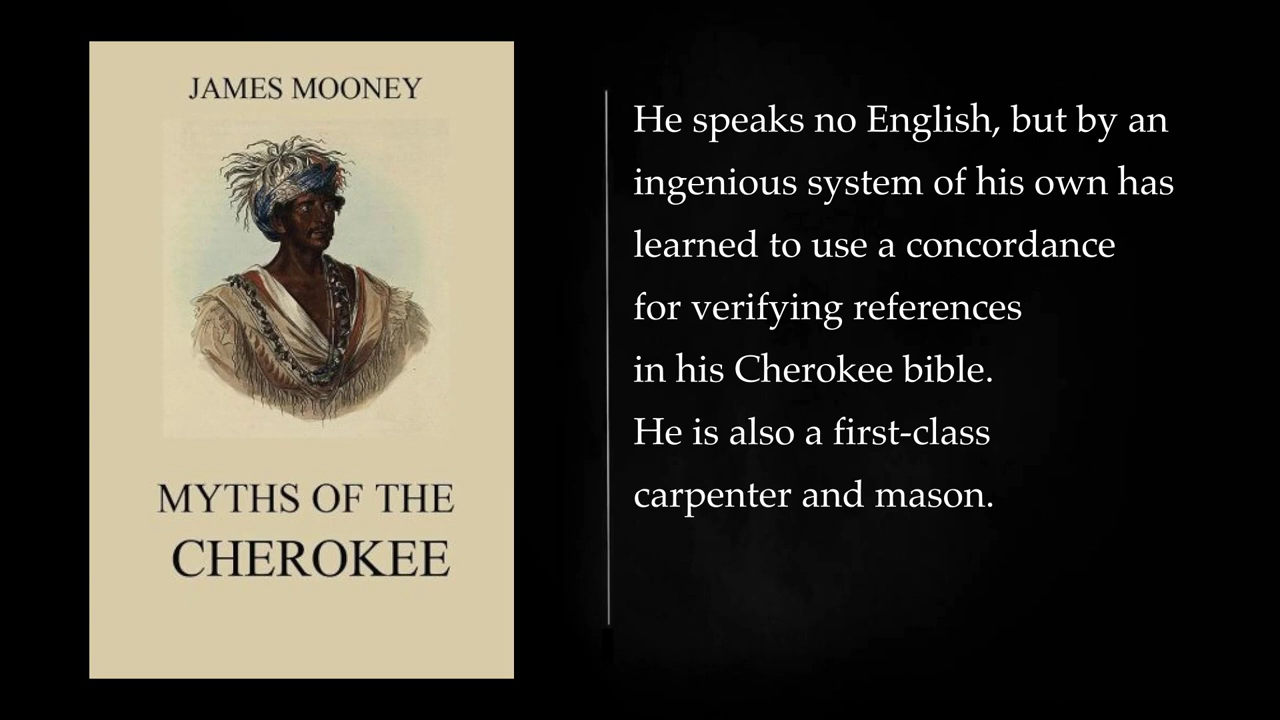 JAMES MOONEY
MYTHS OF THE
CHEROKEE
He speaks no English, but by an
ingenious system of his own has
learned to use a concordance
for verifying references
in his Cherokee bible.
He is also a first-class
carpenter and mason.